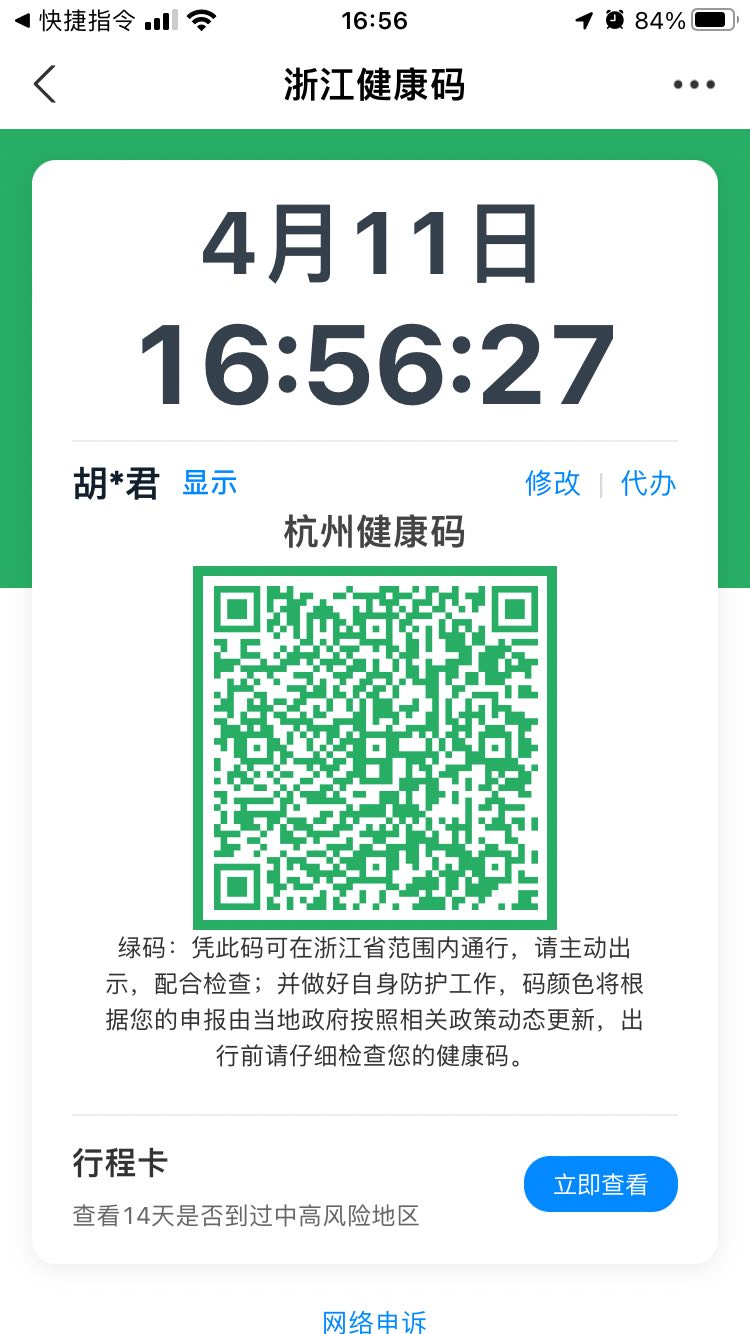 快捷指令 16:56 84%
浙江健康码
4月11日
16:56:27
胡*君 显示 修改 | 代办
杭州健康码
绿码：凭此码可在浙江省范围内通行，请主动出
示，配合检查；并做好自身防护工作，码颜色将根
据您的申报由当地政府按照相关政策动态更新，出
行前请仔细检查您的健康码。
行程卡
立即查看
查看14天是否到过中高风险地区
网络申诉